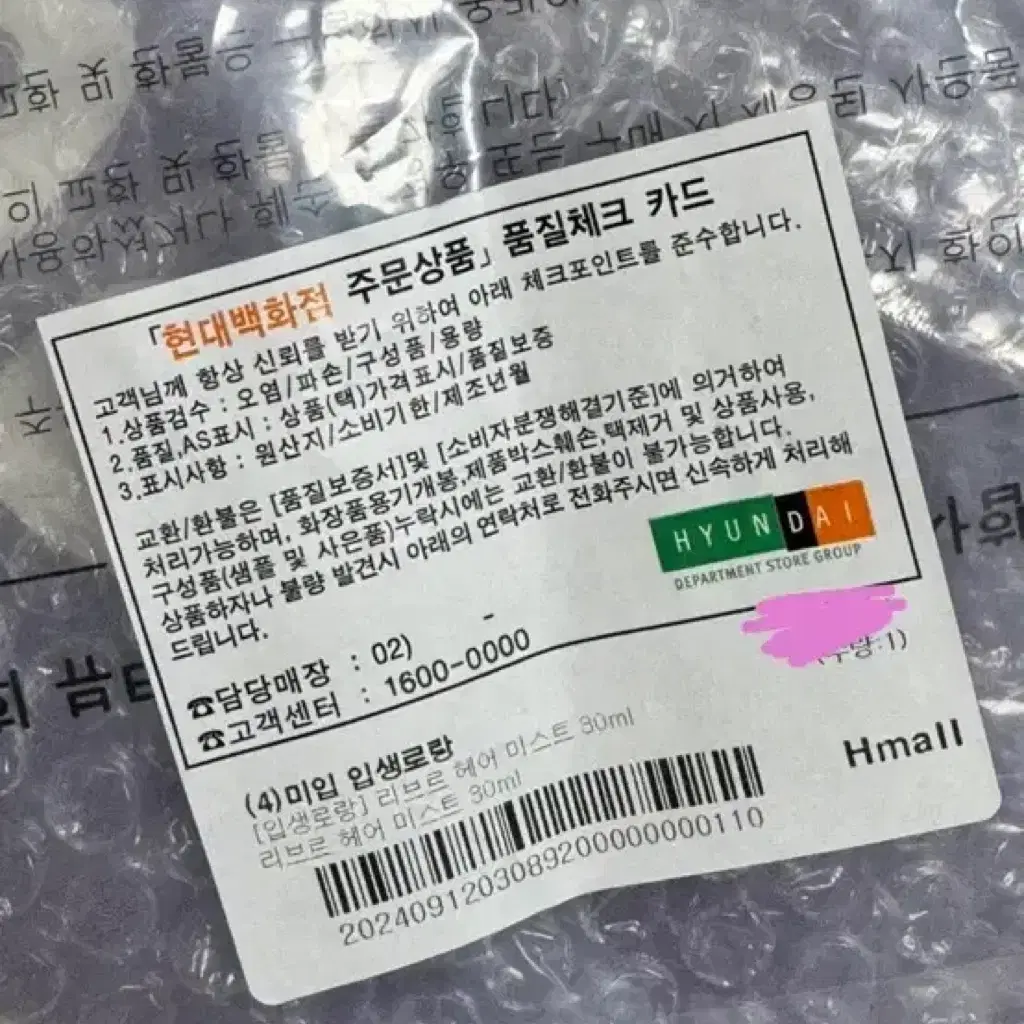 「현대백화점 주문상품」 품질체크 카드
고객님께 항상 신뢰를 받기 위하여 아래 체크포인트를 준수합니다.
1.상품검수 : 오염/파손/구성품/용량
2.품질,AS표시 : 상품(택)가격표시/품질보증
3.표시사항 : 원산지/소비기한/제조년월
교환/환불은 [품질보증서]및 [소비자분쟁해결기준]에 의거하여
처리가능하며, 화장품용기개봉,제품박스훼손,택제거 및 상품사용,
구성품(샘플 및 사은품)누락시에는 교환/환불이 불가능합니다.
상품하자나 불량 발견시 아래의 연락처로 전화주시면 신속하게 처리해
드립니다.
HYUNDAI
DEPARTMENT STORE GROUP
☎담당매장 : 02) -
☎고객센터 : 1600-0000
(수량:1)
(4)미입 입생로랑
[입생로랑] 리브르 헤어 미스트 30ml
리브르 헤어 미스트 30ml
Hmall
20240912030892000000000110